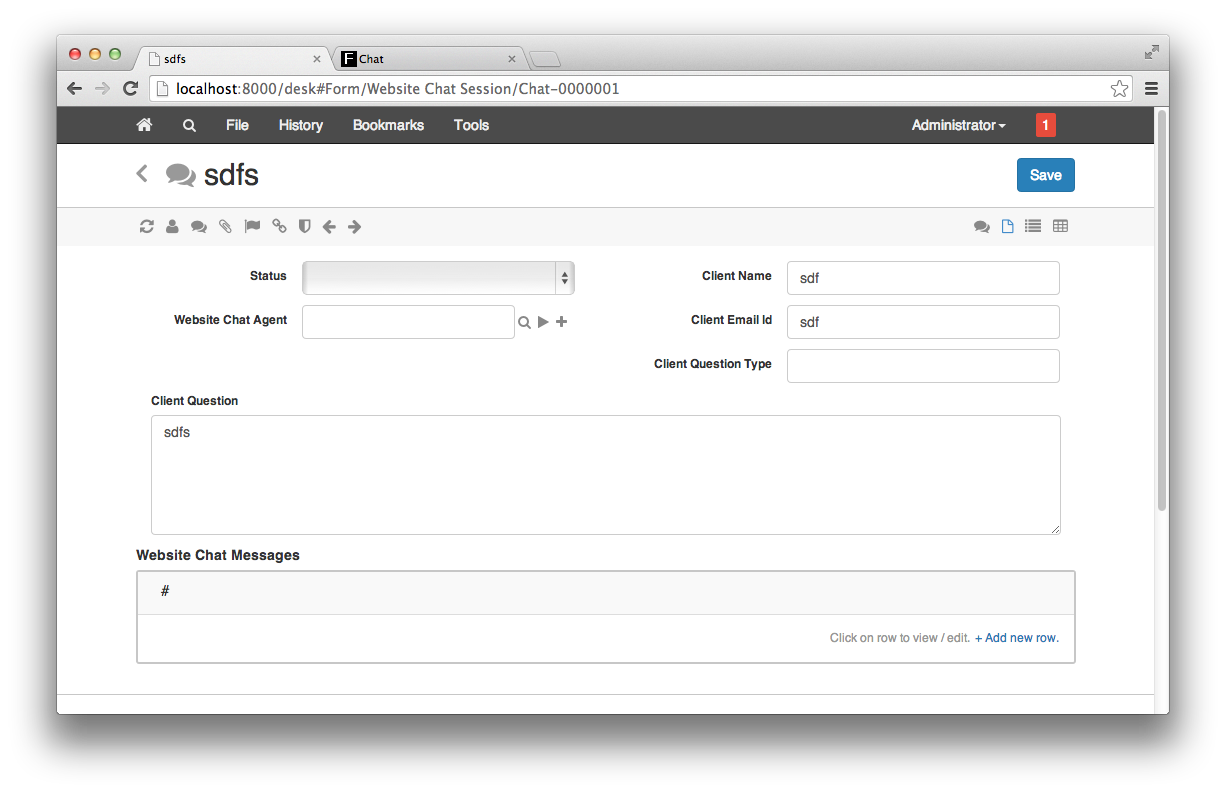 sdfs
Chat
localhost:8000/desk#Form/Website Chat Session/Chat-0000001
File History Bookmarks Tools Administrator 1
sdfs Save
Status Client Name sdf
Website Chat Agent Client Email Id sdf
Client Question Type
Client Question
sdfs
Website Chat Messages
#
Click on row to view / edit. + Add new row.